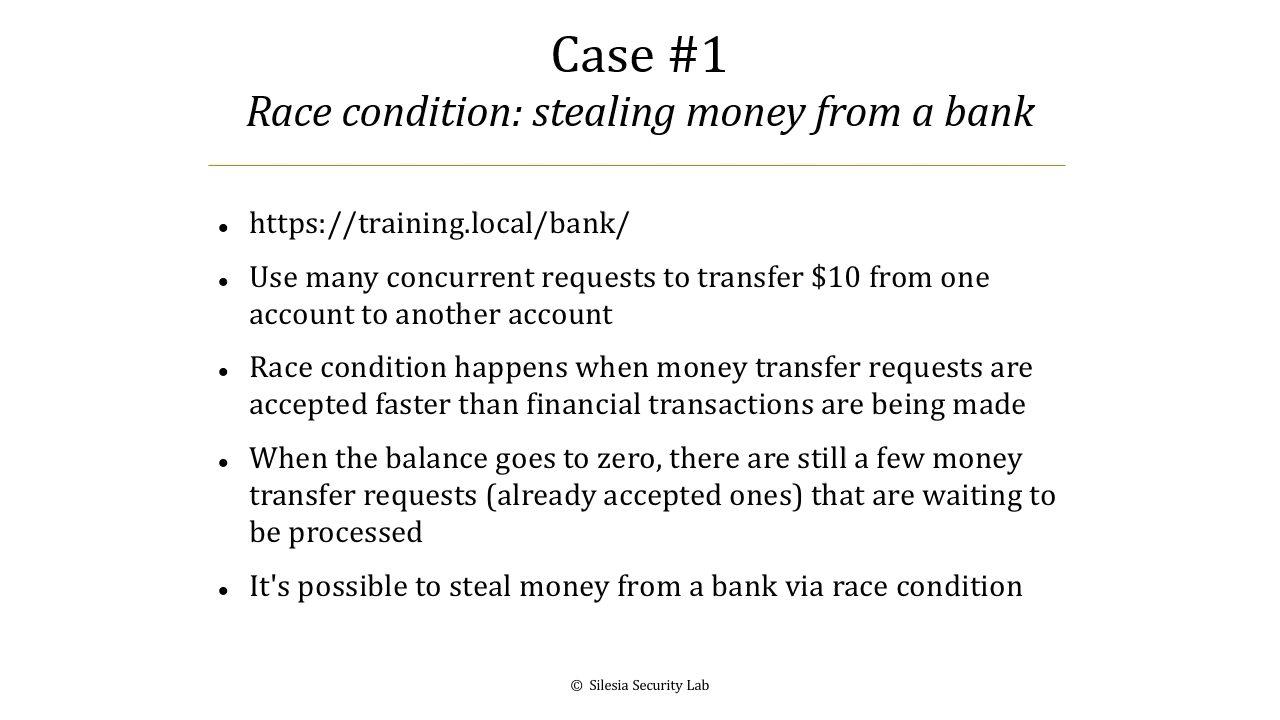 Case #1
Race condition: stealing money from a bank
• https://training.local/bank/
• Use many concurrent requests to transfer $10 from one
account to another account
• Race condition happens when money transfer requests are
accepted faster than financial transactions are being made
• When the balance goes to zero, there are still a few money
transfer requests (already accepted ones) that are waiting to
be processed
• It's possible to steal money from a bank via race condition
© Silesia Security Lab